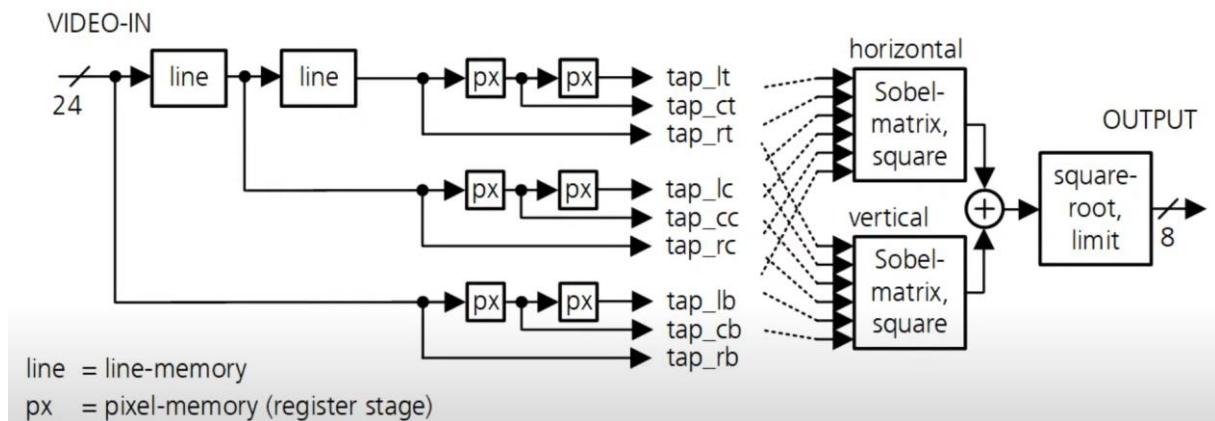 VIDEO-IN
24
line
line
px
px
tap_lt
tap_ct
tap_rt
px
px
tap_lc
tap_cc
tap_rc
px
px
tap_lb
tap_cb
tap_rb
horizontal
Sobel-
matrix,
square
vertical
Sobel-
matrix,
square
+
OUTPUT
square-
root,
limit
8
line = line-memory
px = pixel-memory (register stage)